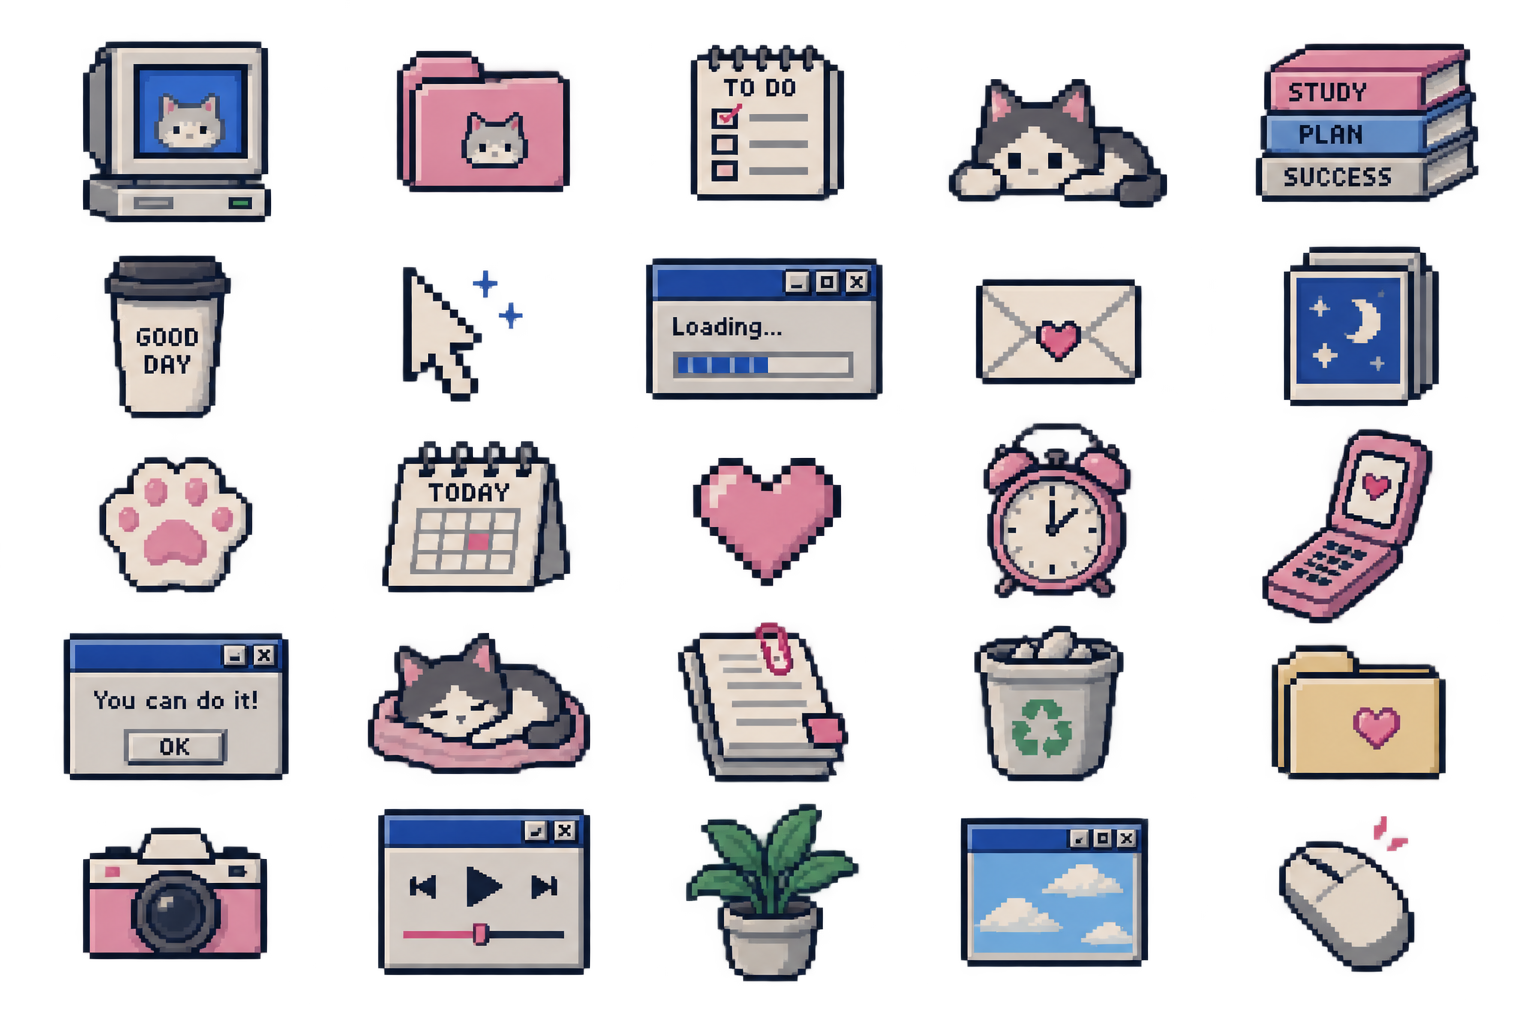 TO DO
STUDY
PLAN
SUCCESS
GOOD
DAY
Loading...
TODAY
You can do it!
OK